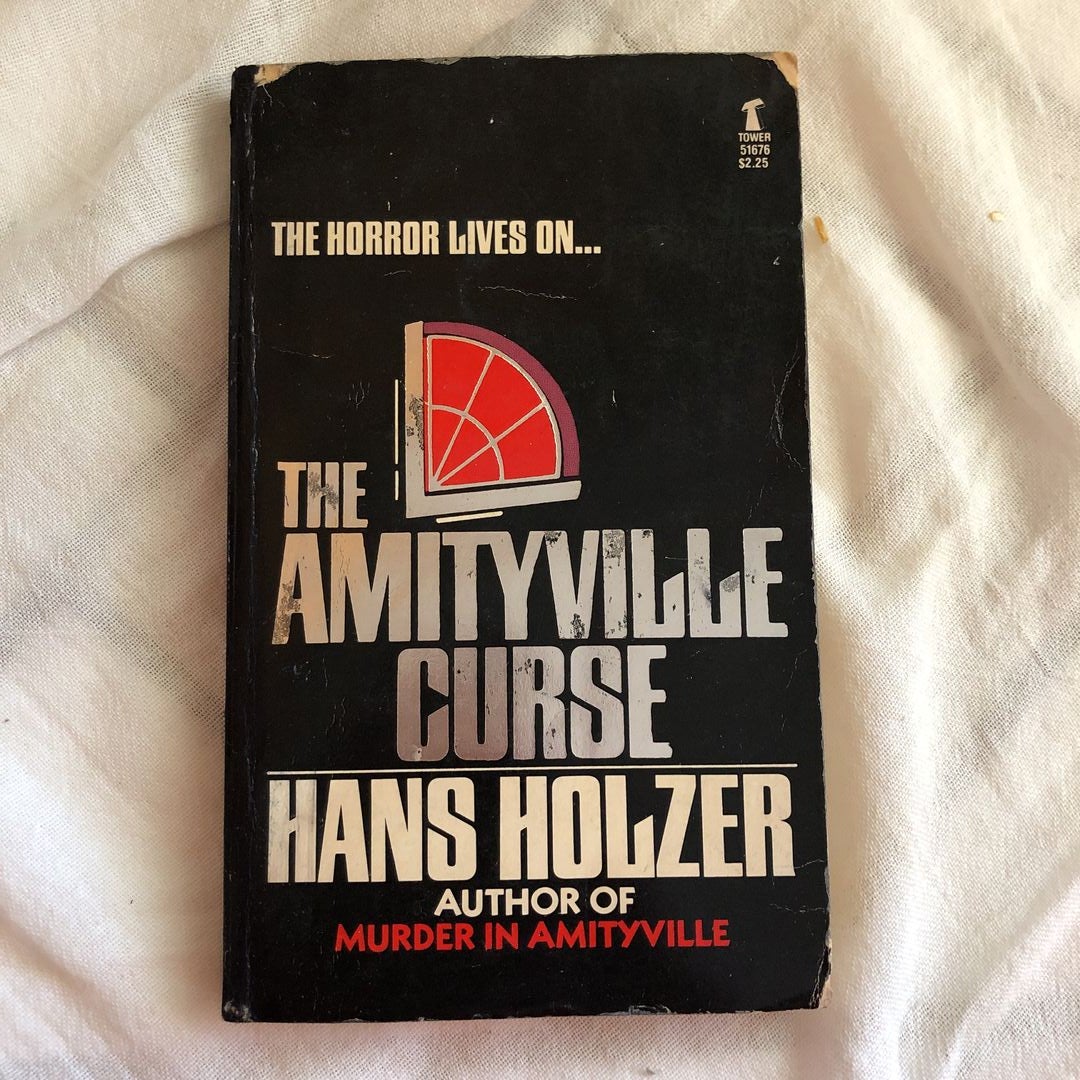 TOWER
51676
$2.25
THE HORROR LIVES ON...
THE
AMITYVILLE
CURSE
HANS HOLZER
AUTHOR OF
MURDER IN AMITYVILLE